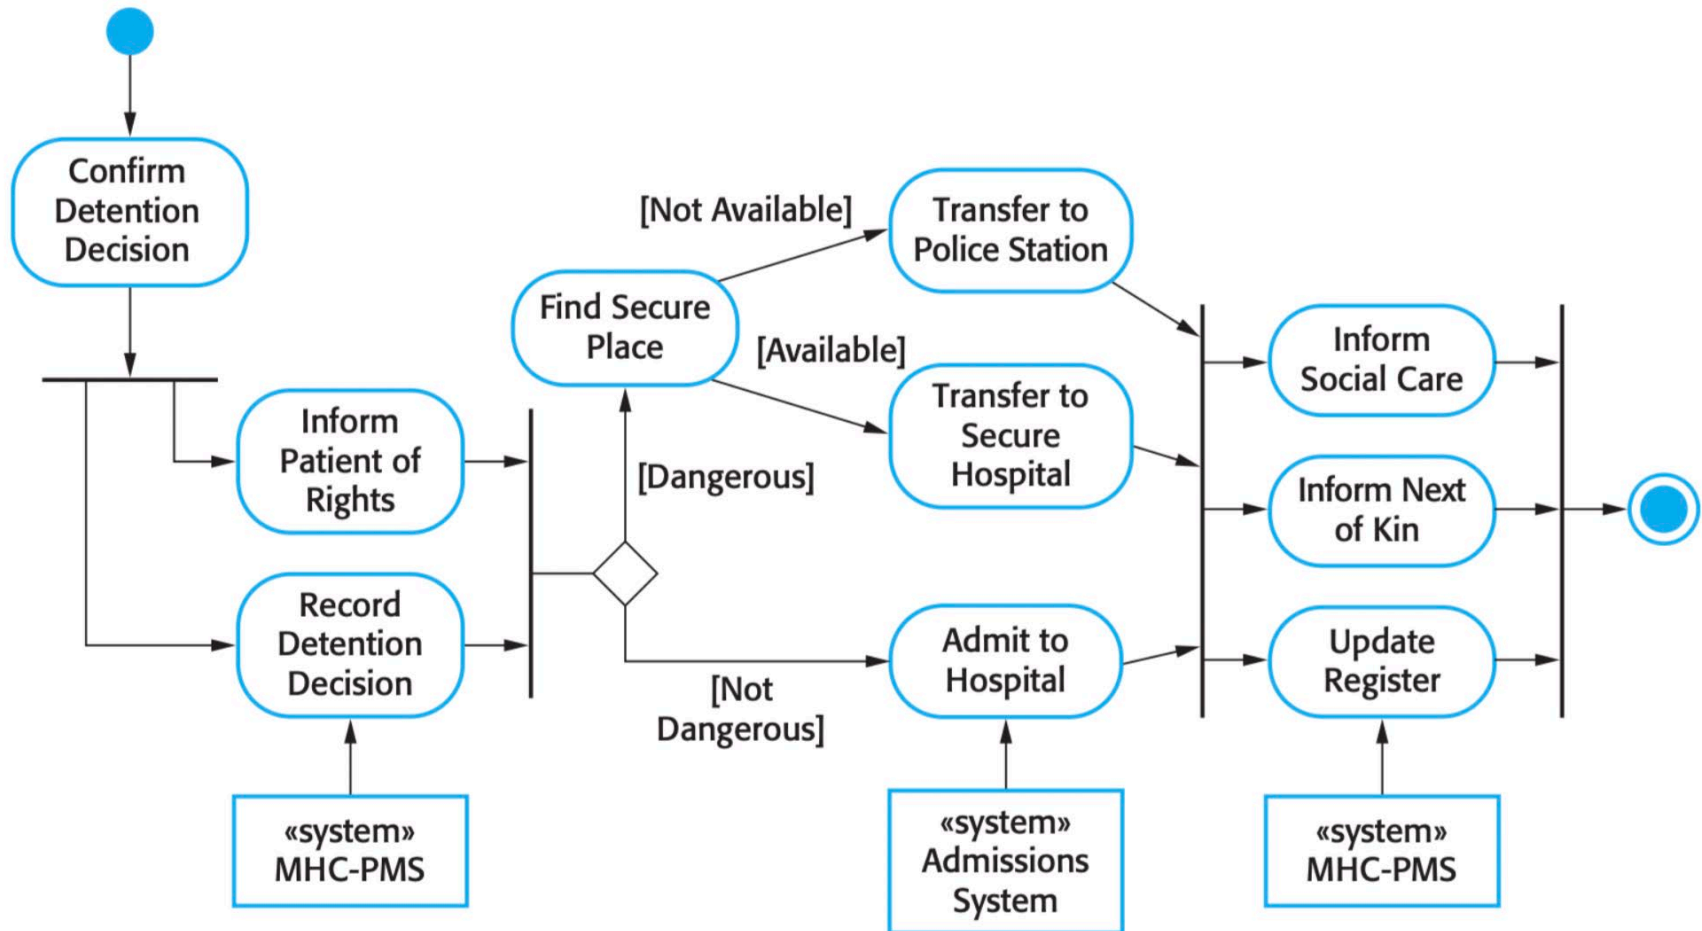 Confirm
Detention
Decision
Inform
Patient of
Rights
Record
Detention
Decision
«system»
MHC-PMS
Find Secure
Place
[Not Available]
[Available]
[Dangerous]
[Not
Dangerous]
Transfer to
Police Station
Transfer to
Secure
Hospital
Admit to
Hospital
«system»
Admissions
System
Inform
Social Care
Inform Next
of Kin
Update
Register
«system»
MHC-PMS